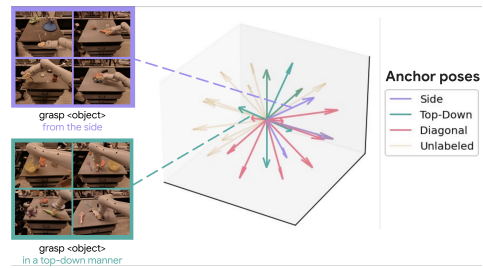 grasp <object>
from the side
grasp <object>
in a top-down manner
Anchor poses
Side
Top-Down
Diagonal
Unlabeled